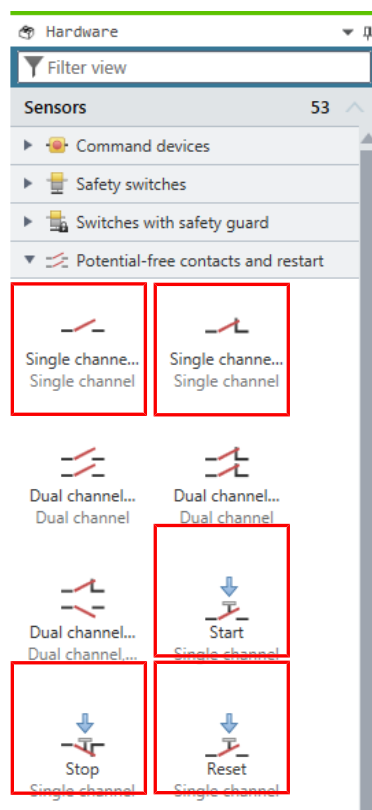 Hardware
Filter view
Sensors 53
Command devices
Safety switches
Switches with safety guard
Potential-free contacts and restart
Single channe... Single channe...
Single channel Single channel
Dual channel... Dual channel...
Dual channel Dual channel
Dual channel... Start
Dual channel,... Single channel
Stop Reset
Single channel Single channel